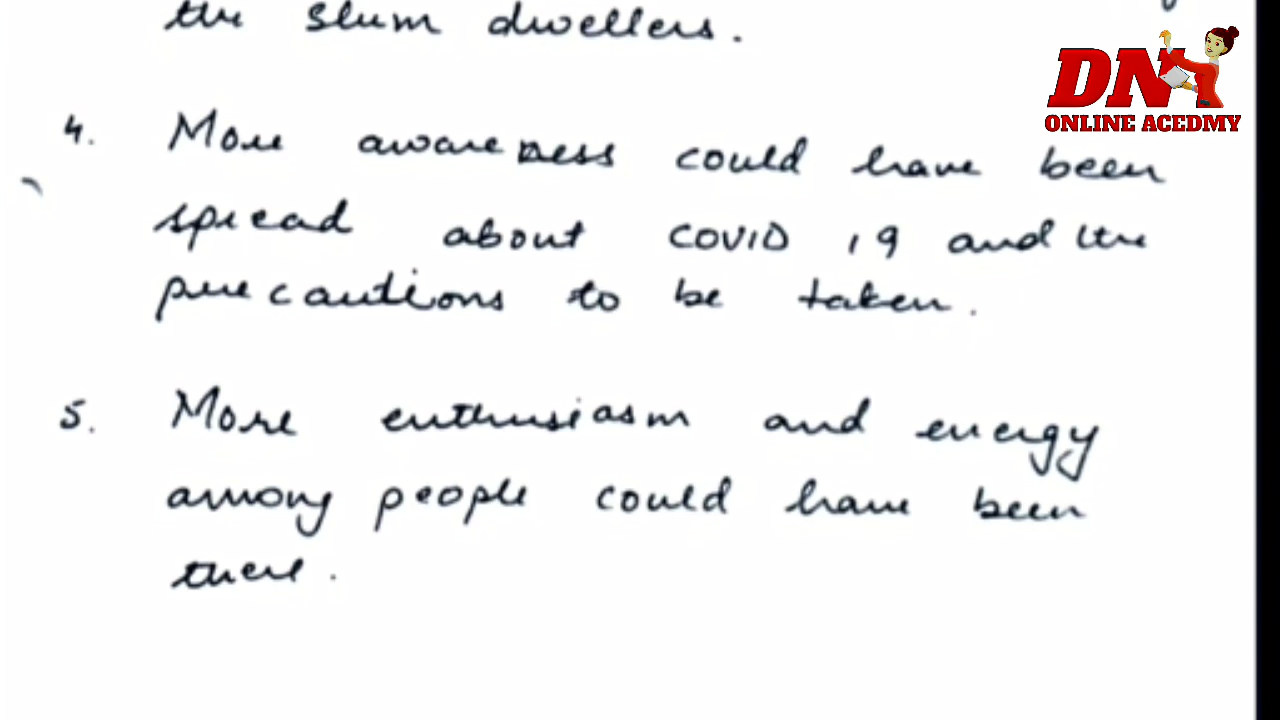 the slum dwellers.
DN
ONLINE ACEDMY
4. More awareness could have been
spread about COVID 19 and the
precautions to be taken.
5. More enthusiasm and energy
among people could have been
there.